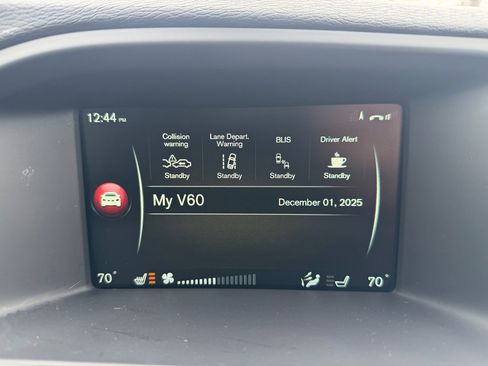 12:44 PM
Collision warning Lane Depart. Warning BLIS Driver Alert
Standby Standby Standby Standby
My V60 December 01, 2025
70° 70°